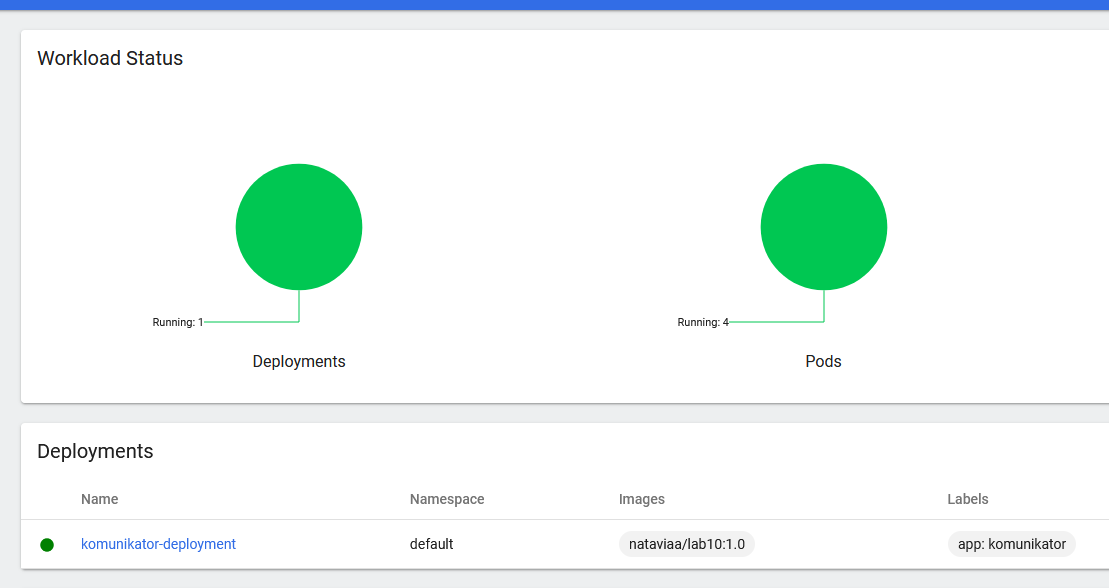 Workload Status
Running: 1
Running: 4
Deployments
Pods
Deployments
Name Namespace Images Labels
komunikator-deployment default nataviaa/lab10:1.0 app: komunikator